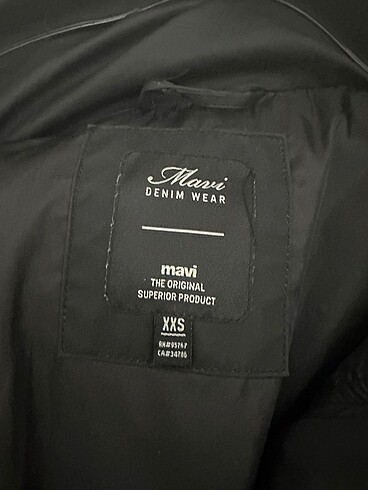 Mavi
DENIM WEAR
mavi
THE ORIGINAL
SUPERIOR PRODUCT
XXS